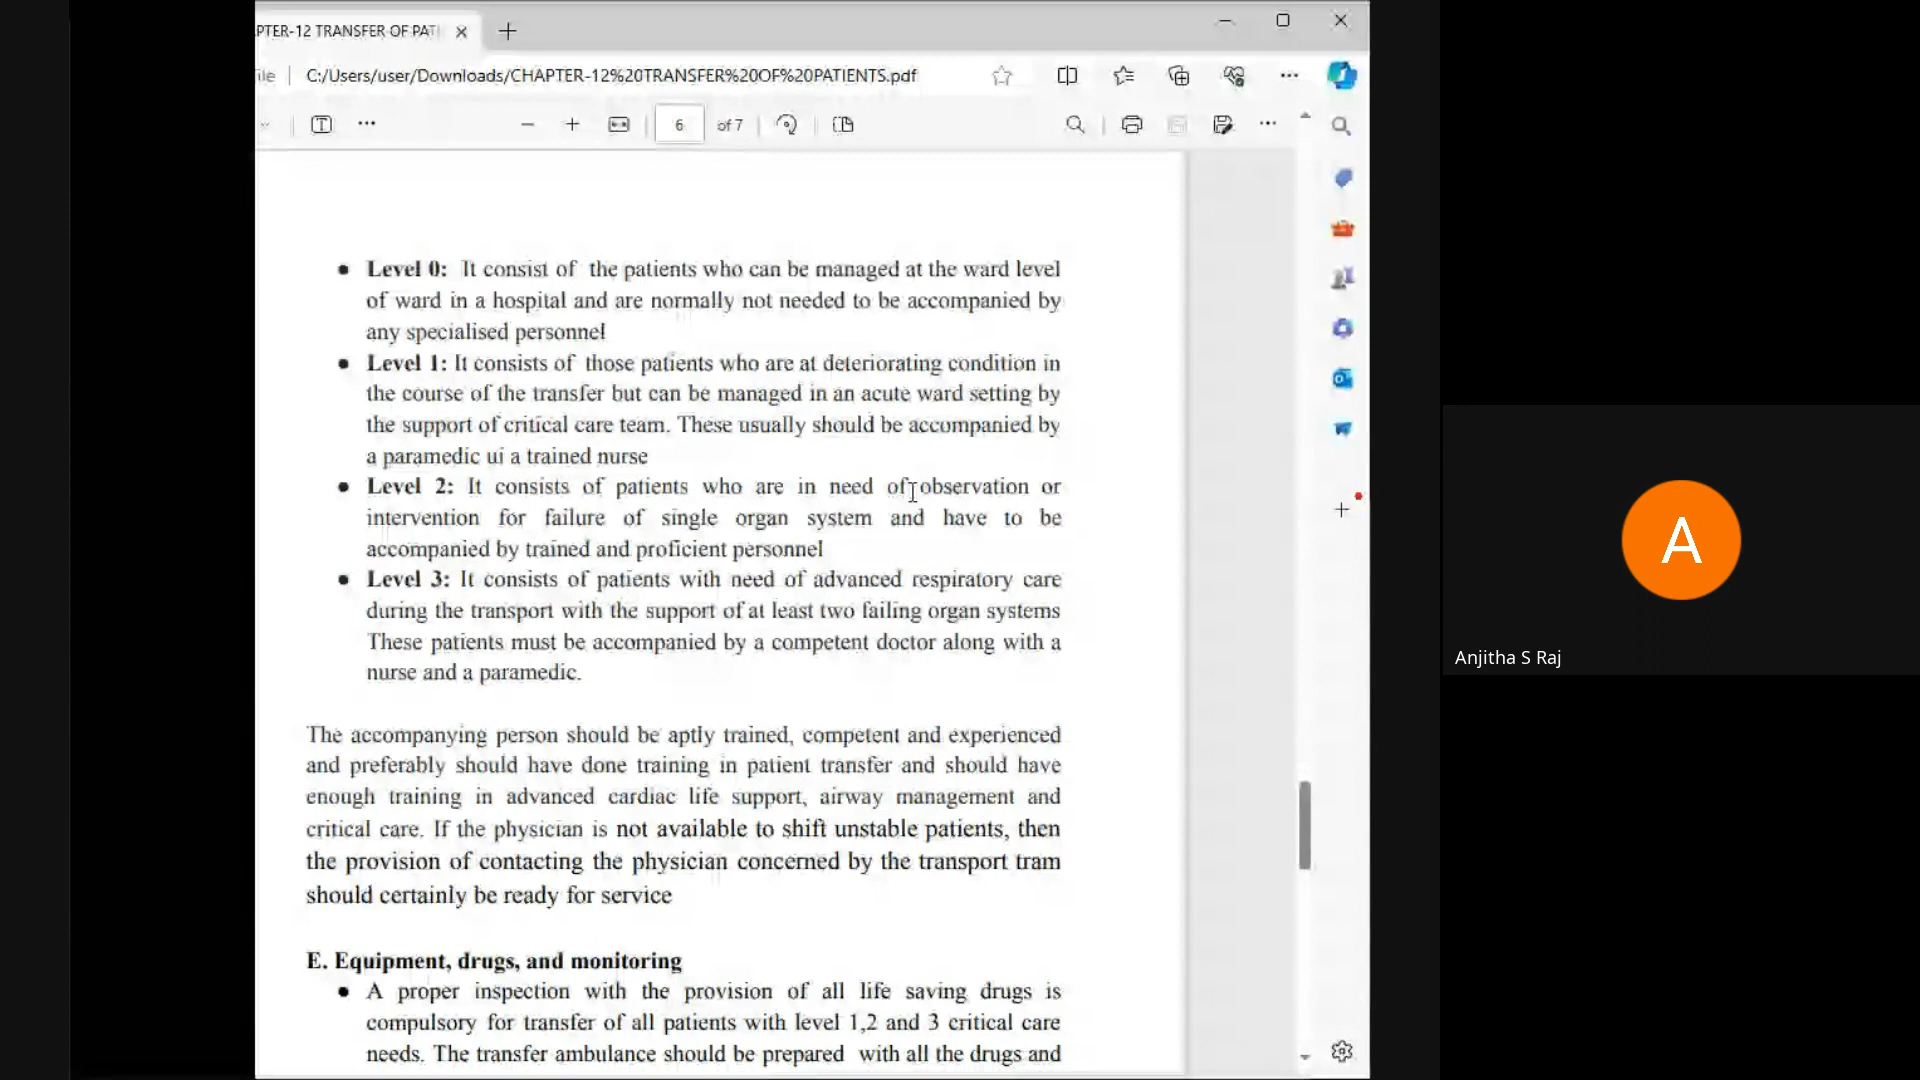 PTER-12 TRANSFER OF PAT
ile
C:/Users/user/Downloads/CHAPTER-12%20TRANSFER%20OF%20PATIENTS.pdf
6 of 7
• Level 0: It consist of the patients who can be managed at the ward level
of ward in a hospital and are normally not needed to be accompanied by
any specialised personnel
• Level 1: It consists of those patients who are at deteriorating condition in
the course of the transfer but can be managed in an acute ward setting by
the support of critical care team. These usually should be accompanied by
a paramedic ui a trained nurse
• Level 2: It consists of patients who are in need of observation or
intervention for failure of single organ system and have to be
accompanied by trained and proficient personnel
• Level 3: It consists of patients with need of advanced respiratory care
during the transport with the support of at least two failing organ systems
These patients must be accompanied by a competent doctor along with a
nurse and a paramedic.
The accompanying person should be aptly trained, competent and experienced
and preferably should have done training in patient transfer and should have
enough training in advanced cardiac life support, airway management and
critical care. If the physician is not available to shift unstable patients, then
the provision of contacting the physician concerned by the transport tram
should certainly be ready for service
E. Equipment, drugs, and monitoring
• A proper inspection with the provision of all life saving drugs is
compulsory for transfer of all patients with level 1,2 and 3 critical care
needs. The transfer ambulance should be prepared with all the drugs and
A
Anjitha S Raj